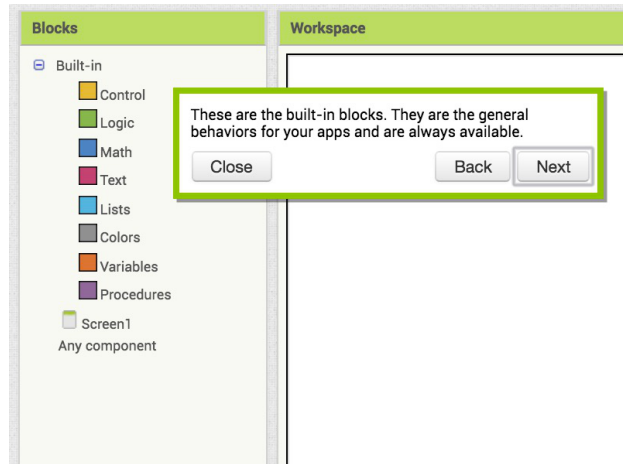 Blocks
Workspace
Built-in
Control
Logic
Math
Text
Lists
Colors
Variables
Procedures
Screen1
Any component
These are the built-in blocks. They are the general
behaviors for your apps and are always available.
Close
Back
Next